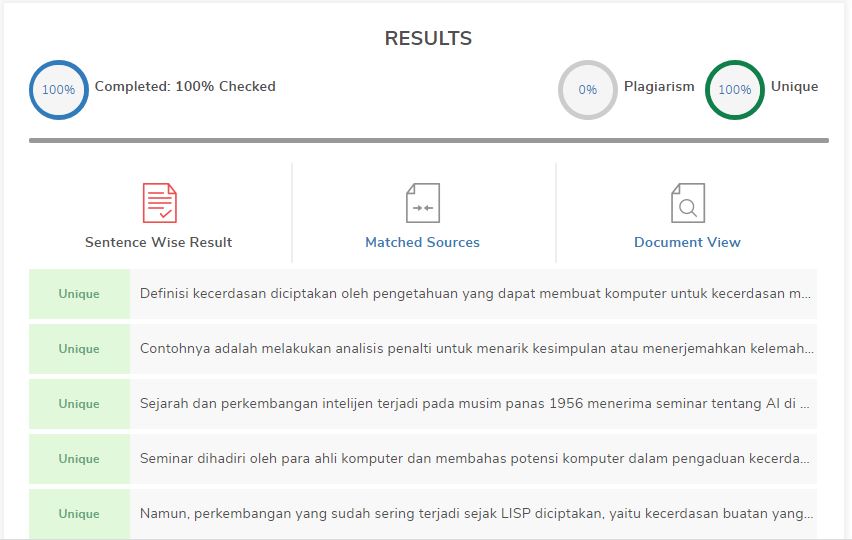 RESULTS
100% Completed: 100% Checked 0% Plagiarism 100% Unique
Sentence Wise Result Matched Sources Document View
Unique Definisi kecerdasan diciptakan oleh pengetahuan yang dapat membuat komputer untuk kecerdasan m...
Unique Contohnya adalah melakukan analisis penalti untuk menarik kesimpulan atau menerjemahkan kelemah...
Unique Sejarah dan perkembangan intelijen terjadi pada musim panas 1956 menerima seminar tentang AI di ...
Unique Seminar dihadiri oleh para ahli komputer dan membahas potensi komputer dalam pengaduan kecerda...
Unique Namun, perkembangan yang sudah sering terjadi sejak LISP diciptakan, yaitu kecerdasan buatan yang...